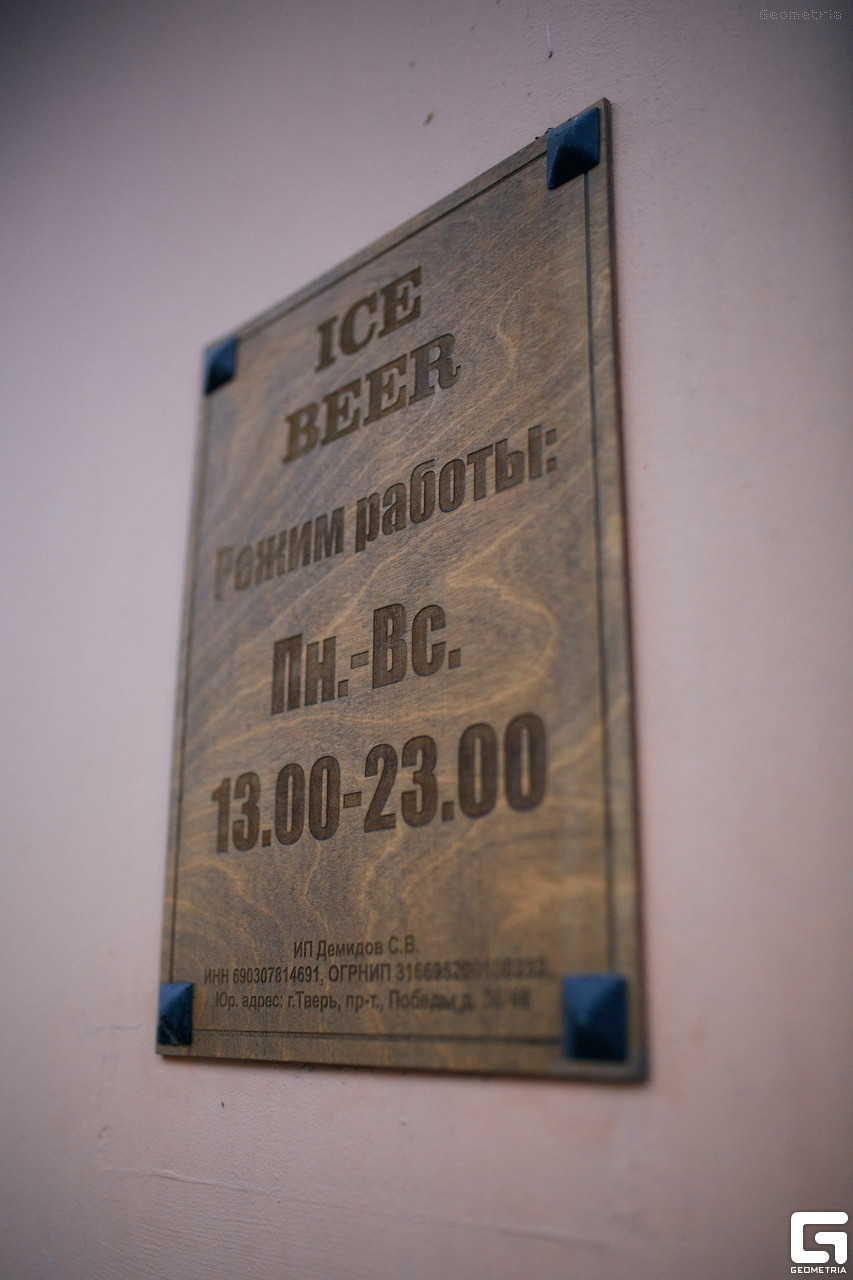 Geometria
ICE
BEER
Режим работы:
Пн.-Вс.
13.00-23.00
ИП Демидов С.В.
ИНН 690307814691, ОГРНИП
Юр. адрес: г.Тверь, пр-т., Победы д.
GEOMETRIA